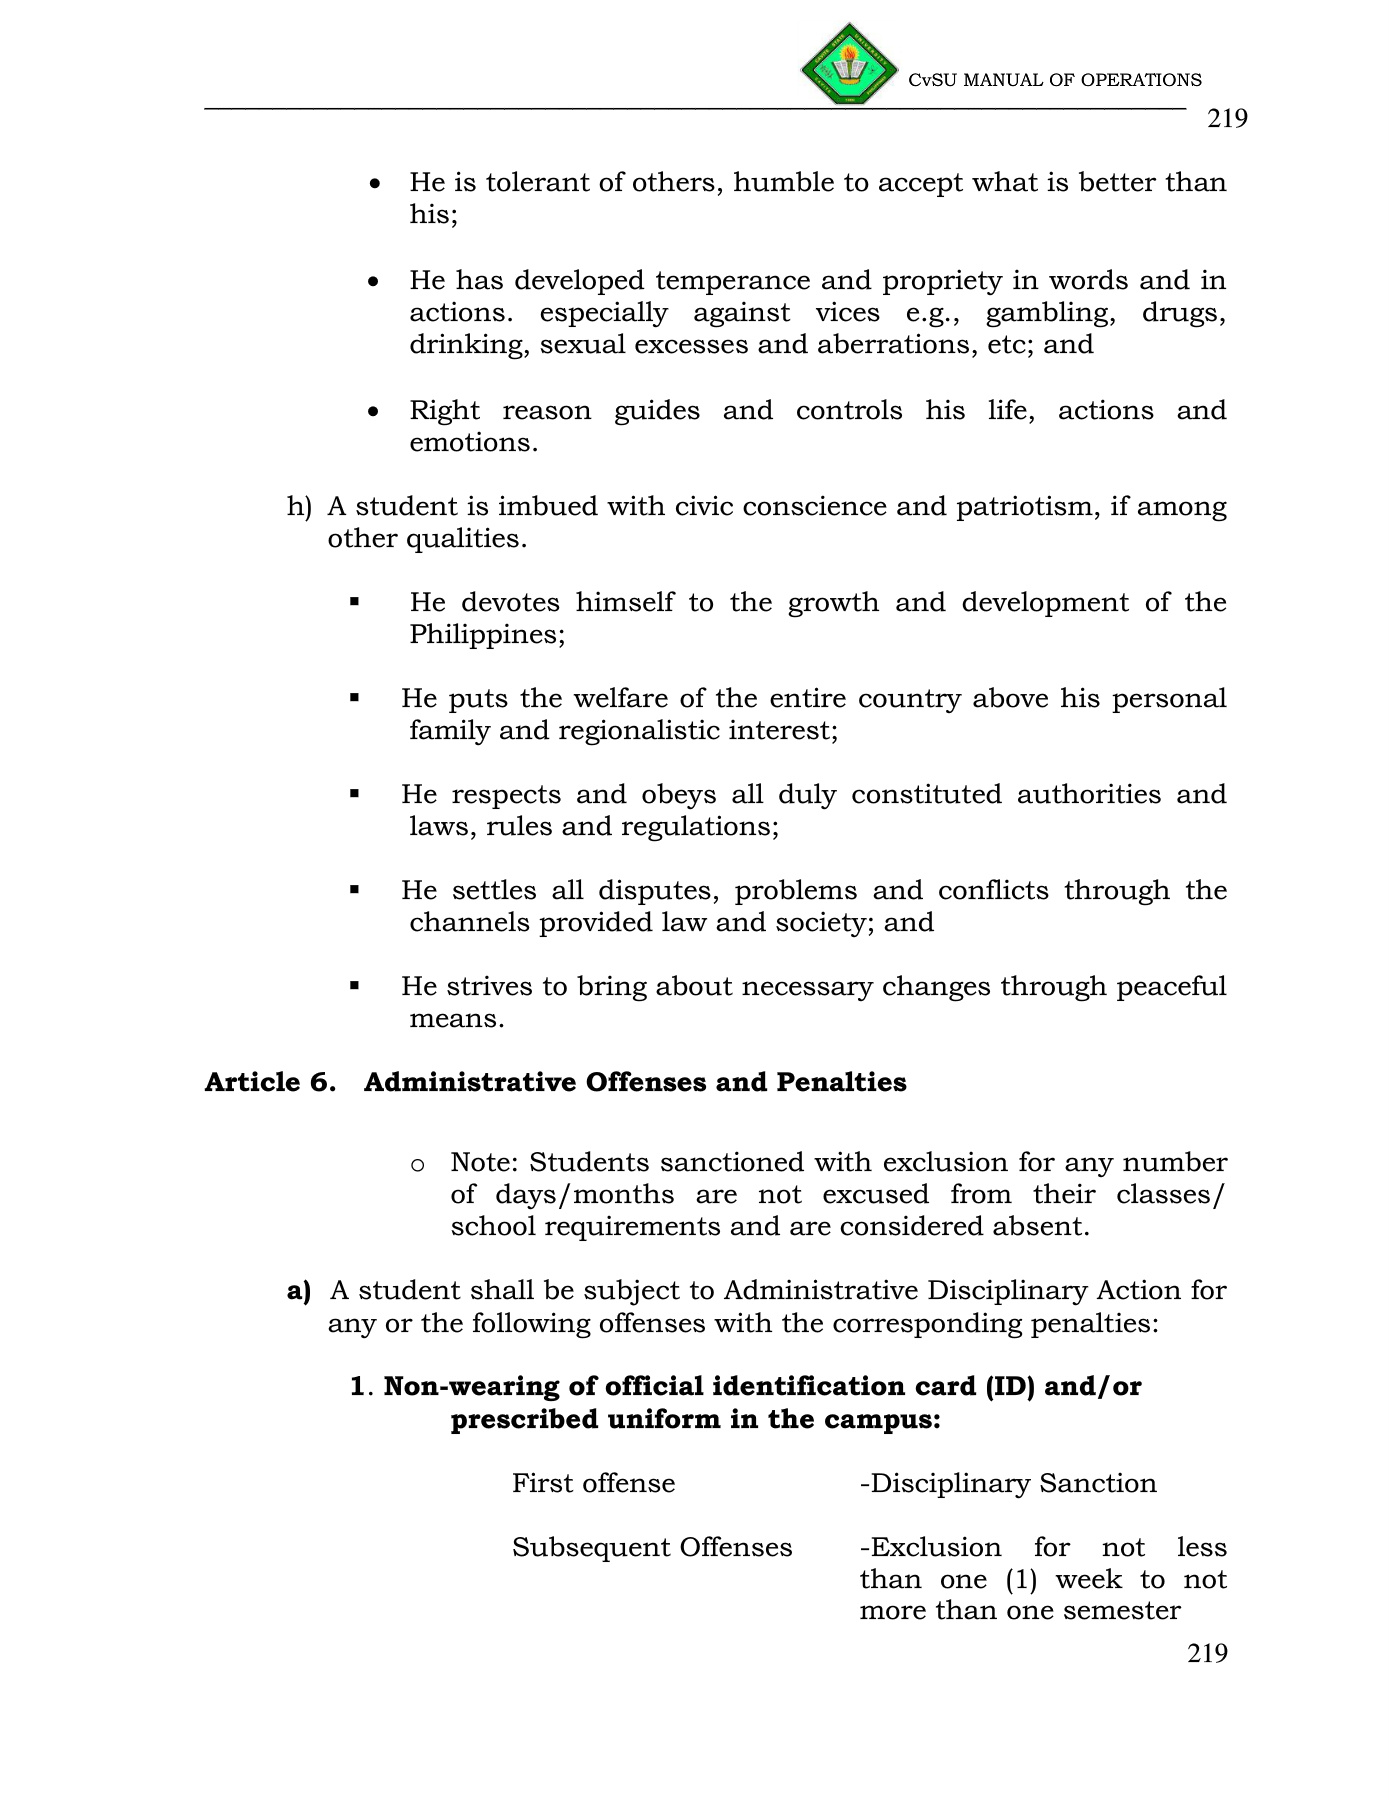 CvSU MANUAL OF OPERATIONS
219
• He is tolerant of others, humble to accept what is better than
his;
• He has developed temperance and propriety in words and in
actions. especially against vices e.g., gambling, drugs,
drinking, sexual excesses and aberrations, etc; and
• Right reason guides and controls his life, actions and
emotions.
h) A student is imbued with civic conscience and patriotism, if among
other qualities.
▪ He devotes himself to the growth and development of the
Philippines;
▪ He puts the welfare of the entire country above his personal
family and regionalistic interest;
▪ He respects and obeys all duly constituted authorities and
laws, rules and regulations;
▪ He settles all disputes, problems and conflicts through the
channels provided law and society; and
▪ He strives to bring about necessary changes through peaceful
means.
Article 6. Administrative Offenses and Penalties
o Note: Students sanctioned with exclusion for any number
of days/months are not excused from their classes/
school requirements and are considered absent.
a) A student shall be subject to Administrative Disciplinary Action for
any or the following offenses with the corresponding penalties:
1. Non-wearing of official identification card (ID) and/or
prescribed uniform in the campus:
First offense -Disciplinary Sanction
Subsequent Offenses -Exclusion for not less
than one (1) week to not
more than one semester
219